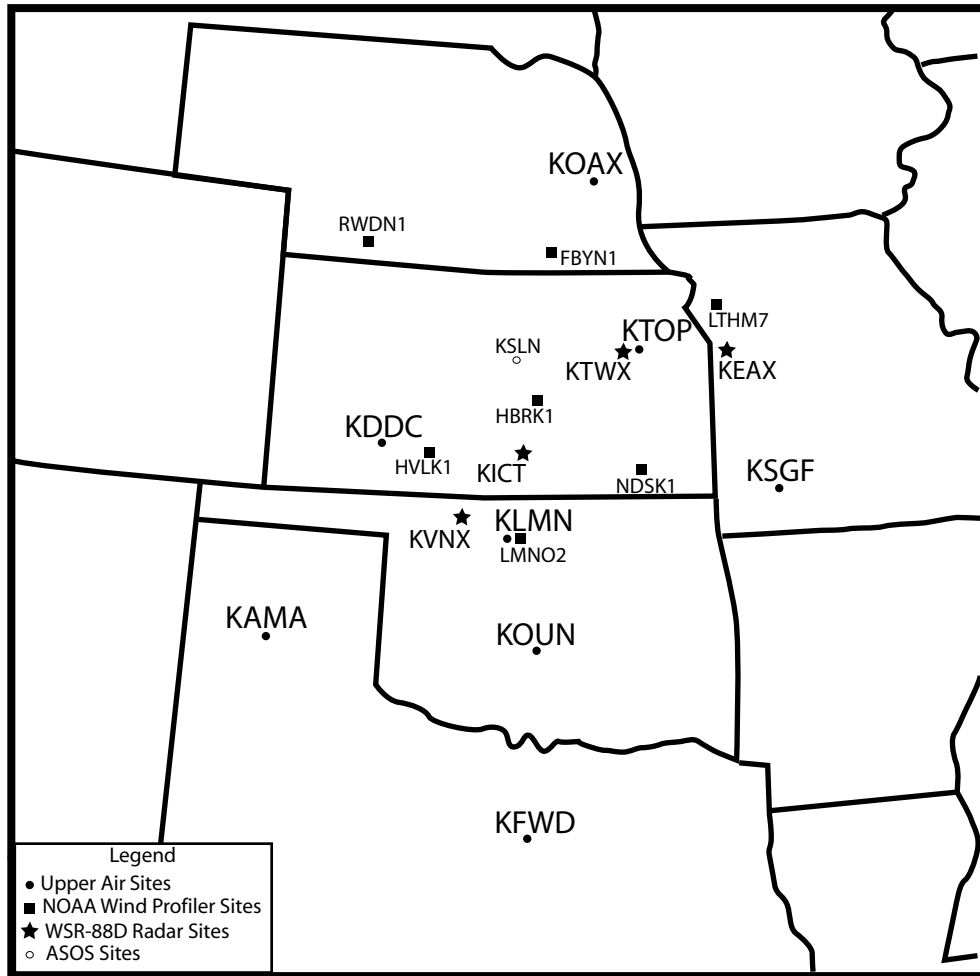 KOAX
RWDN1
FBYN1
LTHM7
KTOP
KSLN
KTWX
KEAX
HBRK1
KDDC
HVLK1
KICT
KSGF
NDSK1
KLMN
KVNX
LMNO2
KAMA
KOUN
KFWD
Legend
Upper Air Sites
NOAA Wind Profiler Sites
WSR-88D Radar Sites
ASOS Sites